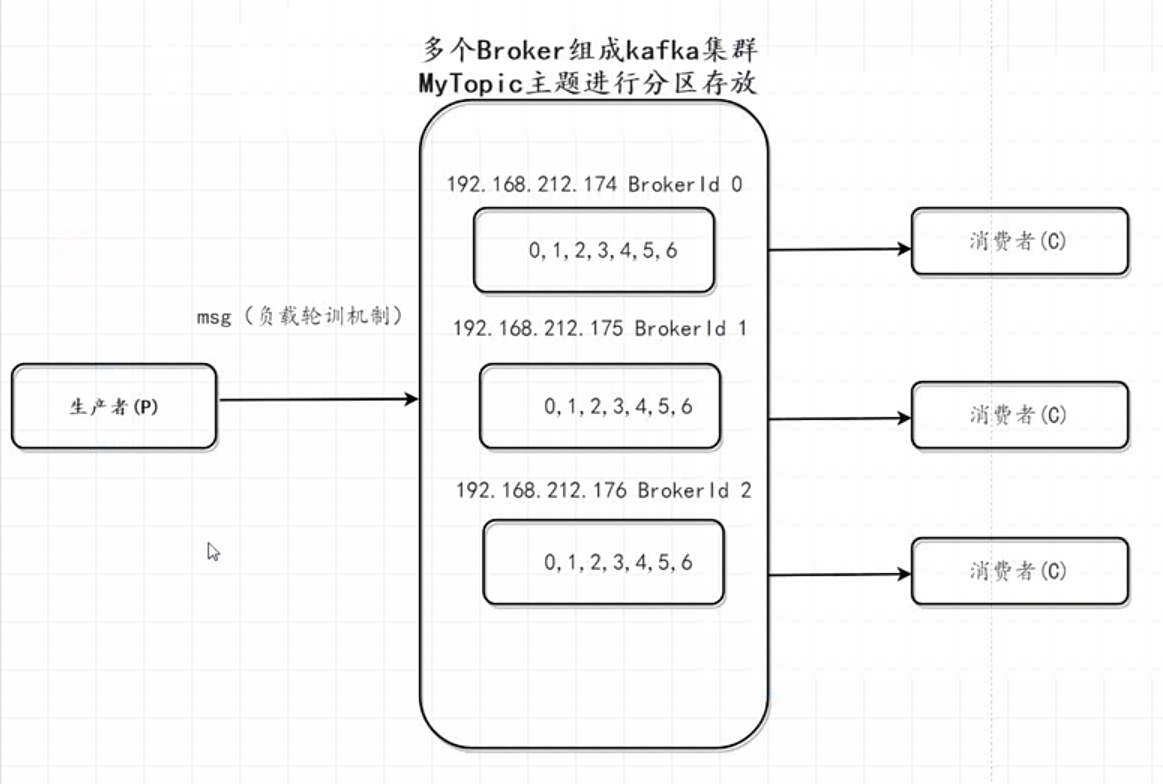 多个Broker组成kafka集群
MyTopic主题进行分区存放
192.168.212.174 BrokerId 0
0,1,2,3,4,5,6
消费者(C)
msg（负载轮训机制）
192.168.212.175 BrokerId 1
生产者(P)
0,1,2,3,4,5,6
消费者(C)
192.168.212.176 BrokerId 2
0,1,2,3,4,5,6
消费者(C)